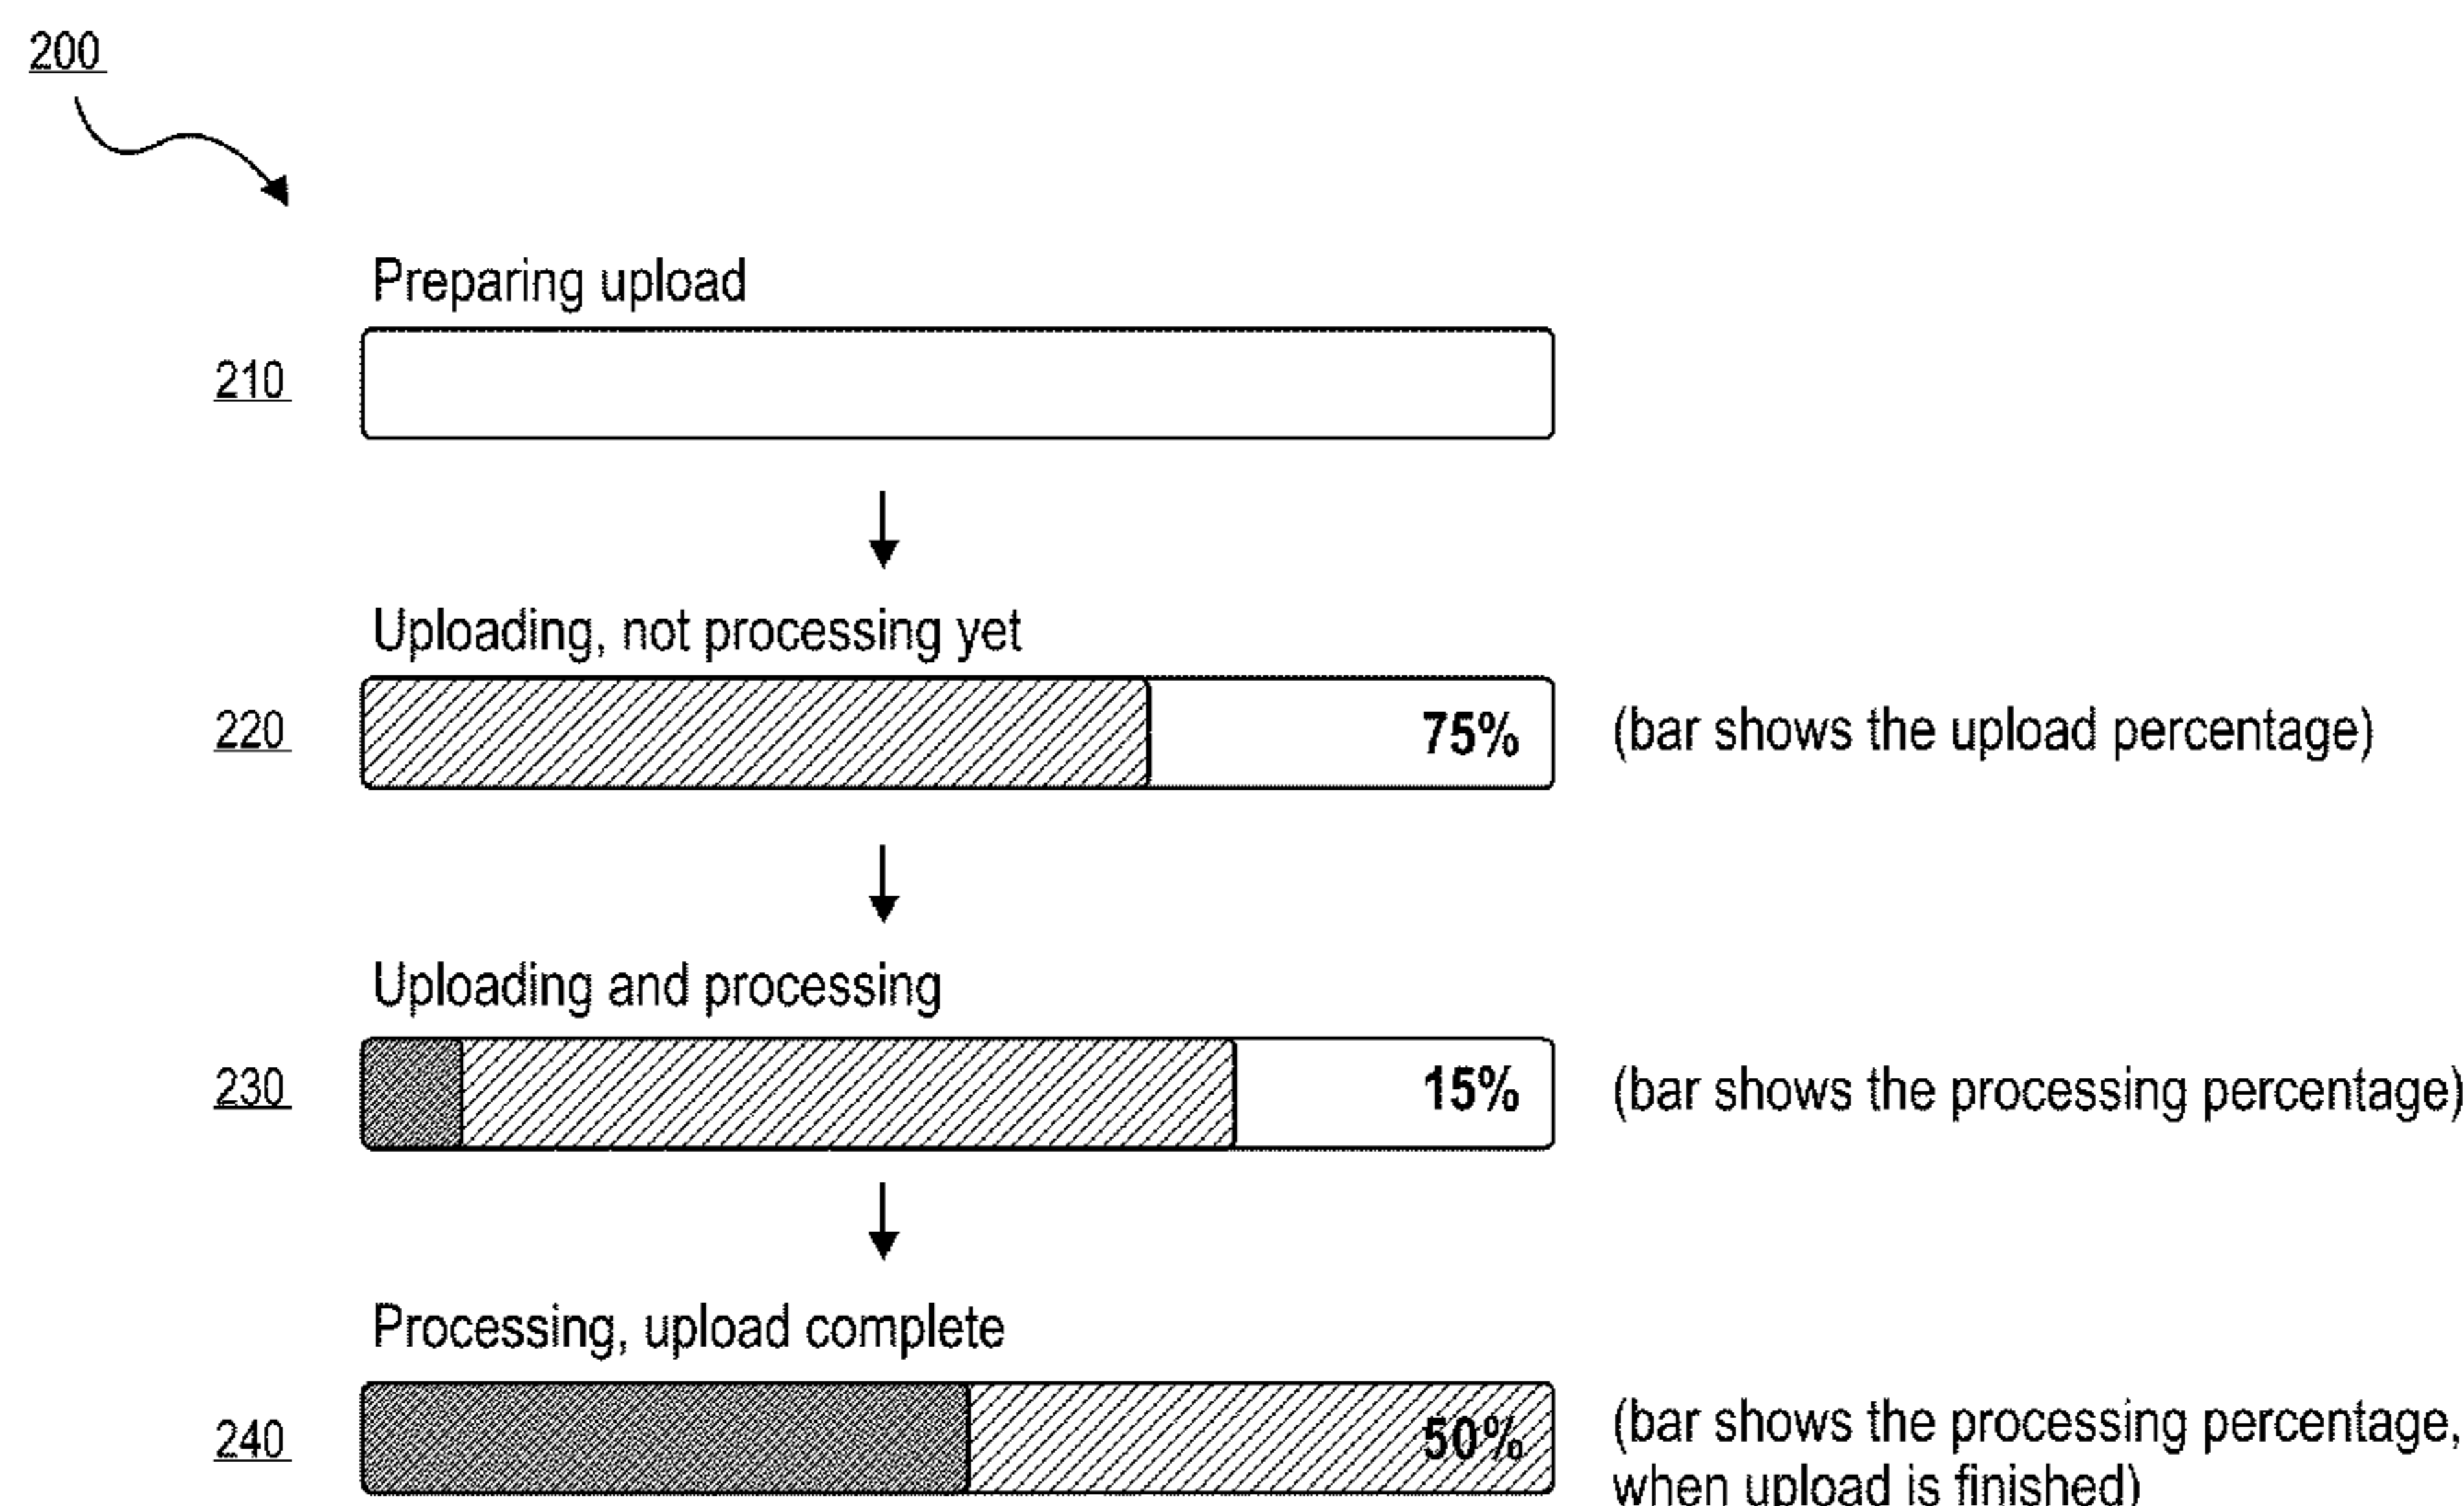 200
Preparing upload
210
Uploading, not processing yet
220
75%
(bar shows the upload percentage)
Uploading and processing
230
15%
(bar shows the processing percentage)
Processing, upload complete
240
50%
(bar shows the processing percentage,
when upload is finished)